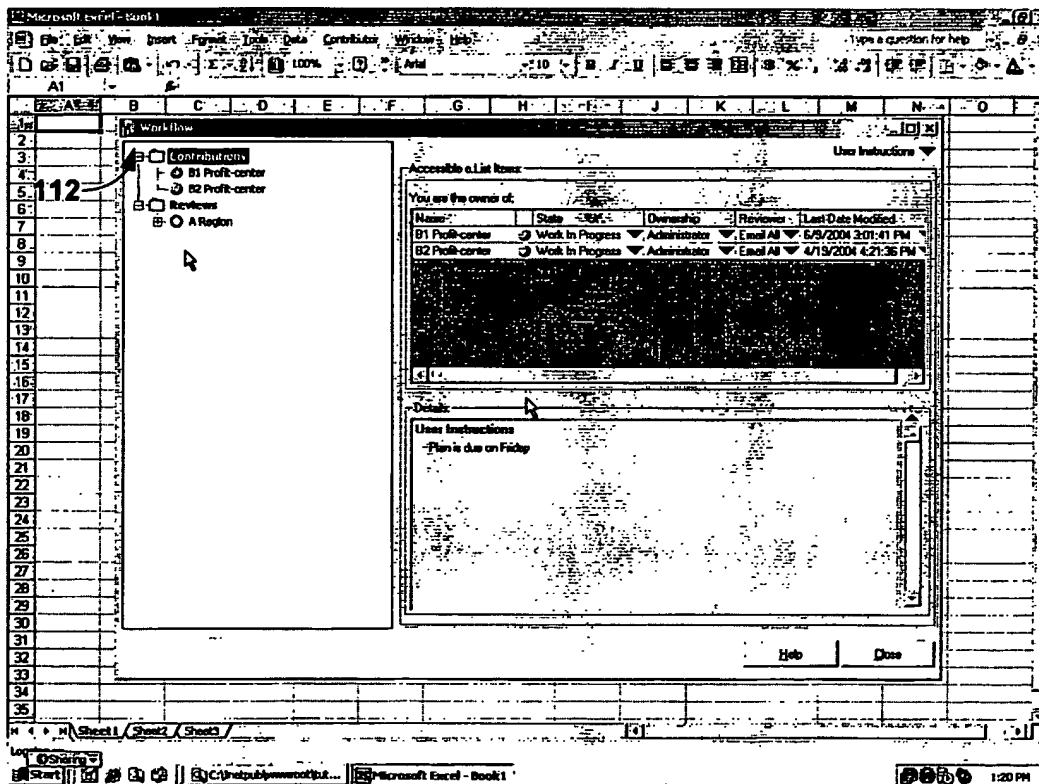 Microsoft Excel - Book1
File Edit View Insert Format Tools Data Contributor Window Help Type a question for help
100% Arial 10 B I U
A1
A B C D E F G H I J K L M N O
1
2
3
4
5
6
7
8
9
10
11
12
13
14
15
16
17
18
19
20
21
22
23
24
25
26
27
28
29
30
31
32
33
34
35
Workflow
112
Contributions
B1 Profit-center
B2 Profit-center
Reviews
A Region
User Instructions
Accessible e.List Items:
You are the owner of:
Name State Ownership Reviewer Last Date Modified
B1 Profit-center Work In Progress Administrator Email All 6/9/2004 3:01:41 PM
B2 Profit-center Work In Progress Administrator Email All 4/19/2004 4:21:36 PM
Details:
User Instructions
Plan is due on Friday
Help Close
Sheet1 Sheet2 Sheet3
Sharing
Start Microsoft Excel - Book1 1:20 PM